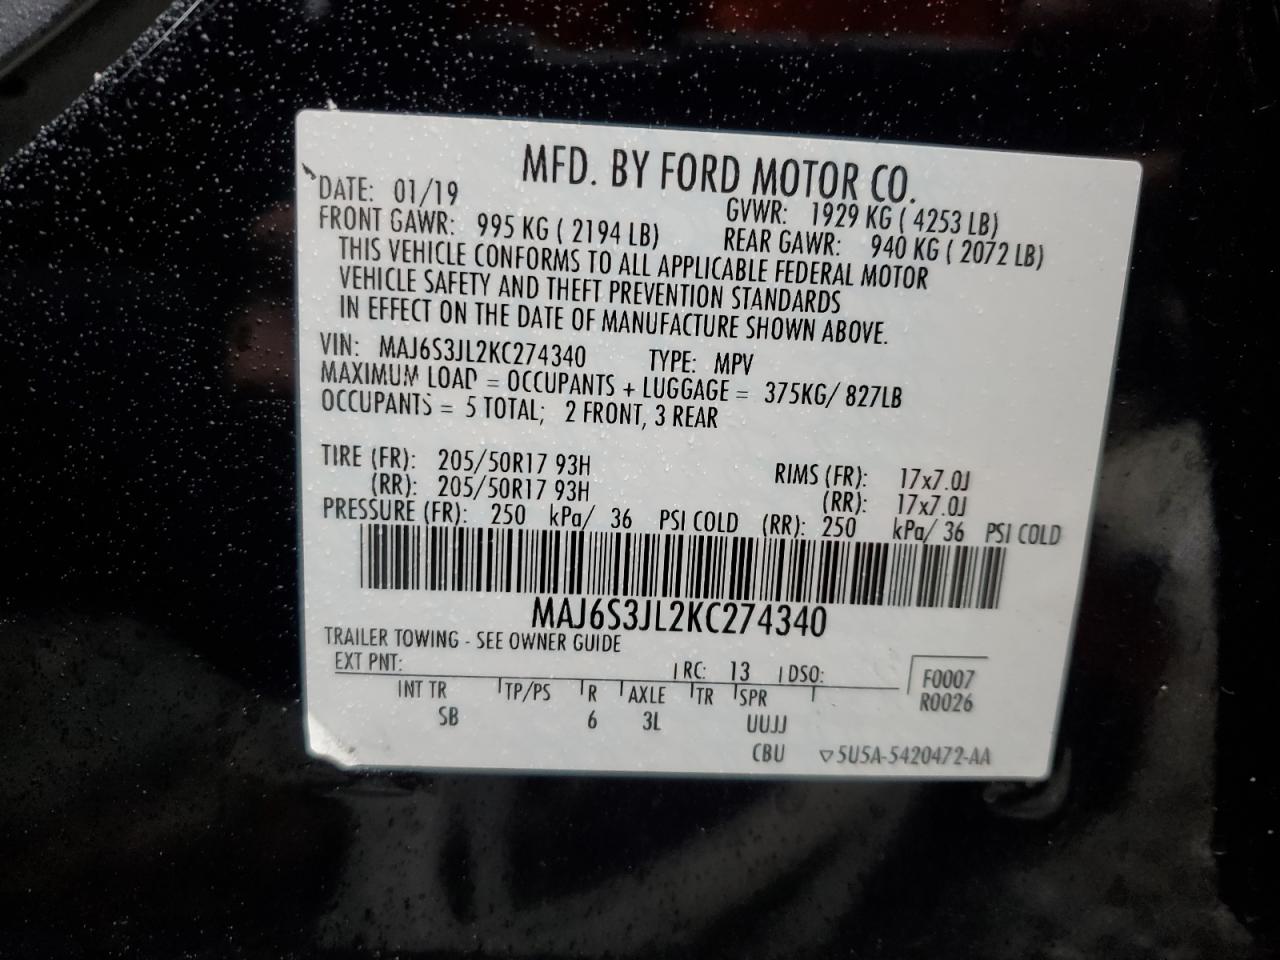 MFD. BY FORD MOTOR CO.
DATE: 01/19 GVWR: 1929 KG ( 4253 LB)
FRONT GAWR: 995 KG ( 2194 LB) REAR GAWR: 940 KG ( 2072 LB)
THIS VEHICLE CONFORMS TO ALL APPLICABLE FEDERAL MOTOR
VEHICLE SAFETY AND THEFT PREVENTION STANDARDS
IN EFFECT ON THE DATE OF MANUFACTURE SHOWN ABOVE.
VIN: MAJ6S3JL2KC274340 TYPE: MPV
MAXIMUM LOAD = OCCUPANTS + LUGGAGE = 375KG/ 827LB
OCCUPANTS = 5 TOTAL; 2 FRONT, 3 REAR
TIRE (FR): 205/50R17 93H RIMS (FR): 17x7.0J
(RR): 205/50R17 93H (RR): 17x7.0J
PRESSURE (FR): 250 kPa/ 36 PSI COLD (RR): 250 kPa/ 36 PSI COLD
MAJ6S3JL2KC274340
TRAILER TOWING - SEE OWNER GUIDE
EXT PNT: RC: 13 DSO: F0007
INT TR TP/PS R AXLE TR SPR R0026
SB 6 3L UUJJ
CBU ▽5U5A-5420472-AA